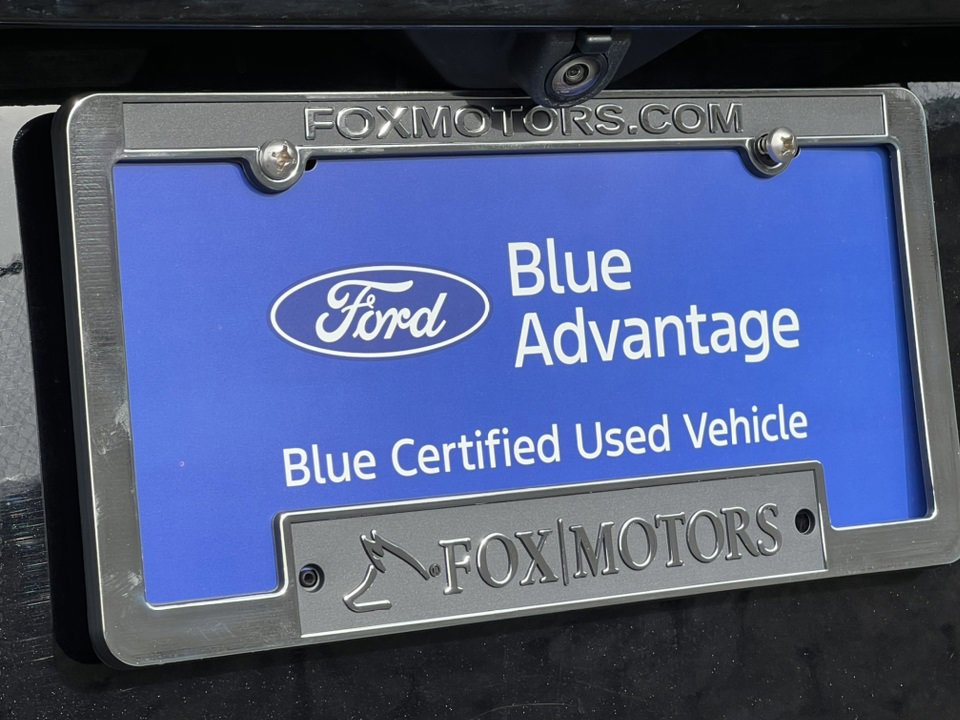 FOXMOTORS.COM
Ford
Blue
Advantage
Blue Certified Used Vehicle
FOX|MOTORS